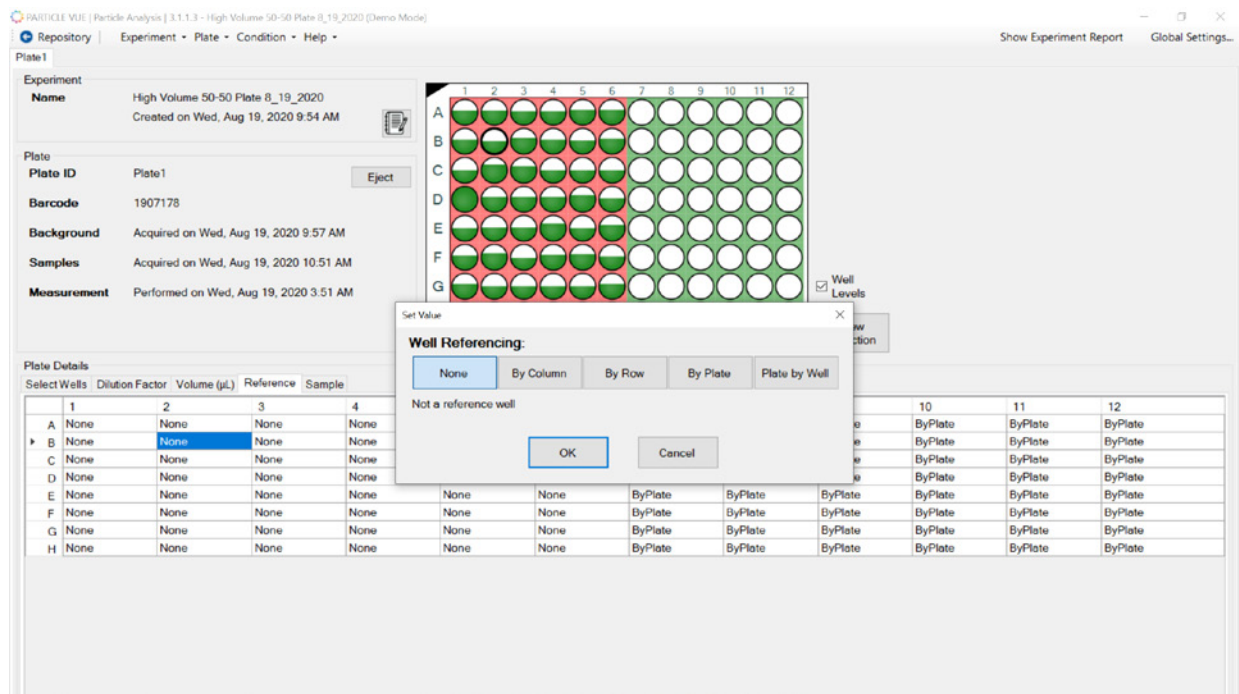 PARTICLE VUE | Particle Analysis | 3.1.1.3 - High Volume 50-50 Plate 8_19_2020 (Demo Mode)
Repository Experiment Plate Condition Help Show Experiment Report Global Settings...
Plate1
Experiment
Name High Volume 50-50 Plate 8_19_2020
Created on Wed, Aug 19, 2020 9:54 AM
Plate
Plate ID Plate1 Eject
Barcode 1907178
Background Acquired on Wed, Aug 19, 2020 9:57 AM
Samples Acquired on Wed, Aug 19, 2020 10:51 AM
Measurement Performed on Wed, Aug 19, 2020 3:51 AM
1 2 3 4 5 6 7 8 9 10 11 12
A
B
C
D
E
F
G
Well
Levels
Set Value
Well Referencing:
None By Column By Row By Plate Plate by Well
Not a reference well
OK Cancel
Plate Details
Select Wells Dilution Factor Volume (µL) Reference Sample
1 2 3 4 10 11 12
A None None None None ByPlate ByPlate ByPlate
B None None None None ByPlate ByPlate ByPlate
C None None None None ByPlate ByPlate ByPlate
D None None None None ByPlate ByPlate ByPlate
E None None None None None None ByPlate ByPlate ByPlate ByPlate ByPlate ByPlate
F None None None None None None ByPlate ByPlate ByPlate ByPlate ByPlate ByPlate
G None None None None None None ByPlate ByPlate ByPlate ByPlate ByPlate ByPlate
H None None None None None None ByPlate ByPlate ByPlate ByPlate ByPlate ByPlate